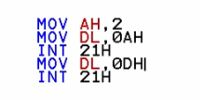 MOV AH,2
MOV DL,0AH
INT 21H
MOV DL,0DH
INT 21H